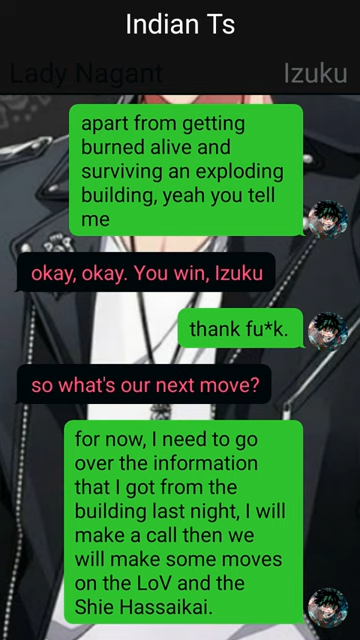 Indian Ts
Lady Nagant
Izuku
apart from getting
burned alive and
surviving an exploding
building, yeah you tell
me
okay, okay. You win, Izuku
thank fu*k.
so what's our next move?
for now, I need to go
over the information
that I got from the
building last night, I will
make a call then we
will make some moves
on the LoV and the
Shie Hassaikai.